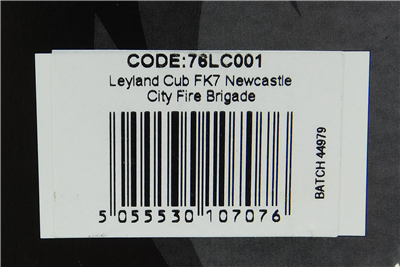 CODE:76LC001
Leyland Cub FK7 Newcastle
City Fire Brigade
BATCH 44979
5 055530 107076